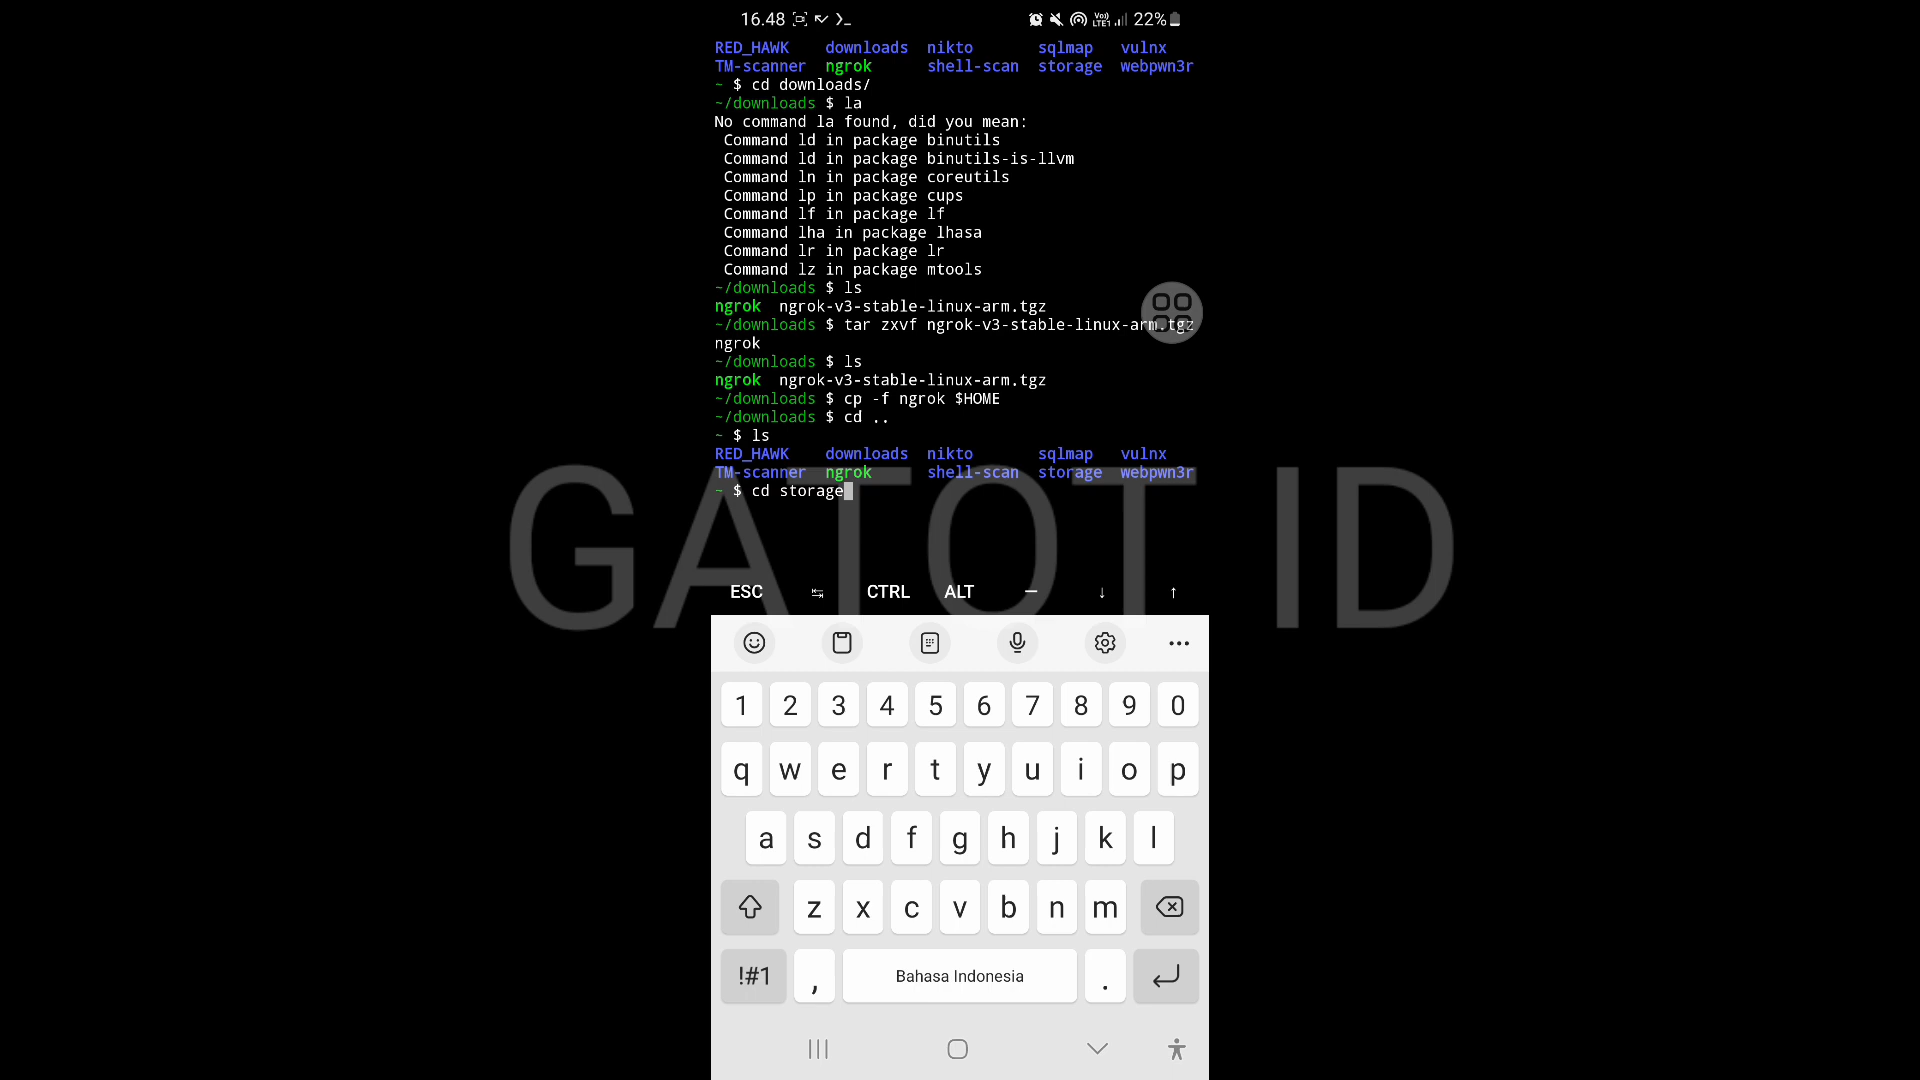 16.48 Vo)) LTE1 22%
RED_HAWK downloads nikto sqlmap vulnx
TM-scanner ngrok shell-scan storage webpwn3r
~ $ cd downloads/
~/downloads $ la
No command la found, did you mean:
Command ld in package binutils
Command ld in package binutils-is-llvm
Command ln in package coreutils
Command lp in package cups
Command lf in package lf
Command lha in package lhasa
Command lr in package lr
Command lz in package mtools
~/downloads $ ls
ngrok ngrok-v3-stable-linux-arm.tgz
~/downloads $ tar zxvf ngrok-v3-stable-linux-arm.tgz
ngrok
~/downloads $ ls
ngrok ngrok-v3-stable-linux-arm.tgz
~/downloads $ cp -f ngrok $HOME
~/downloads $ cd ..
~ $ ls
RED_HAWK downloads nikto sqlmap vulnx
TM-scanner ngrok shell-scan storage webpwn3r
~ $ cd storage
GATOT ID
ESC ↹ CTRL ALT — ↓ ↑
1 2 3 4 5 6 7 8 9 0
q w e r t y u i o p
a s d f g h j k l
z x c v b n m
!#1 , Bahasa Indonesia .